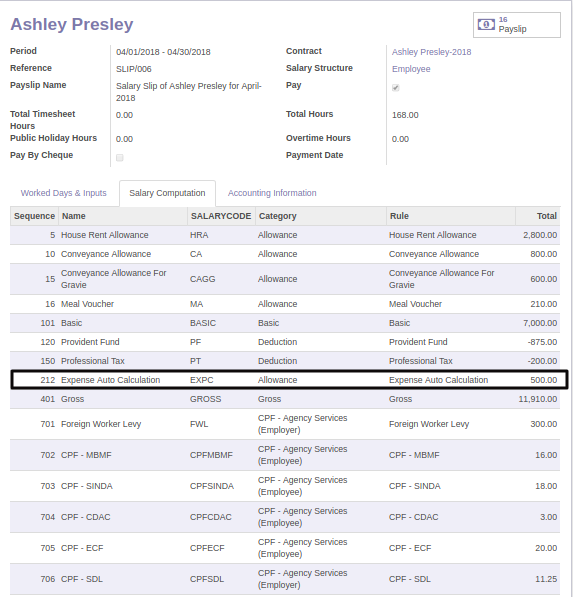 Ashley Presley
16
Payslip
Period 04/01/2018 - 04/30/2018 Contract Ashley Presley-2018
Reference SLIP/006 Salary Structure Employee
Payslip Name Salary Slip of Ashley Presley for April- Pay
2018
Total Timesheet 0.00 Total Hours 168.00
Hours
Public Holiday Hours 0.00 Overtime Hours 0.00
Pay By Cheque Payment Date
Worked Days & Inputs Salary Computation Accounting Information
Sequence Name SALARYCODE Category Rule Total
5 House Rent Allowance HRA Allowance House Rent Allowance 2,800.00
10 Conveyance Allowance CA Allowance Conveyance Allowance 800.00
15 Conveyance Allowance For CAGG Allowance Conveyance Allowance For 600.00
Gravie Gravie
16 Meal Voucher MA Allowance Meal Voucher 210.00
101 Basic BASIC Basic Basic 7,000.00
120 Provident Fund PF Deduction Provident Fund -875.00
150 Professional Tax PT Deduction Professional Tax -200.00
212 Expense Auto Calculation EXPC Allowance Expense Auto Calculation 500.00
401 Gross GROSS Gross Gross 11,910.00
701 Foreign Worker Levy FWL CPF - Agency Services Foreign Worker Levy 300.00
(Employer)
702 CPF - MBMF CPFMBMF CPF - Agency Services CPF - MBMF 16.00
(Employee)
703 CPF - SINDA CPFSINDA CPF - Agency Services CPF - SINDA 18.00
(Employee)
704 CPF - CDAC CPFCDAC CPF - Agency Services CPF - CDAC 3.00
(Employee)
705 CPF - ECF CPFECF CPF - Agency Services CPF - ECF 20.00
(Employee)
706 CPF - SDL CPFSDL CPF - Agency Services CPF - SDL 11.25
(Employer)